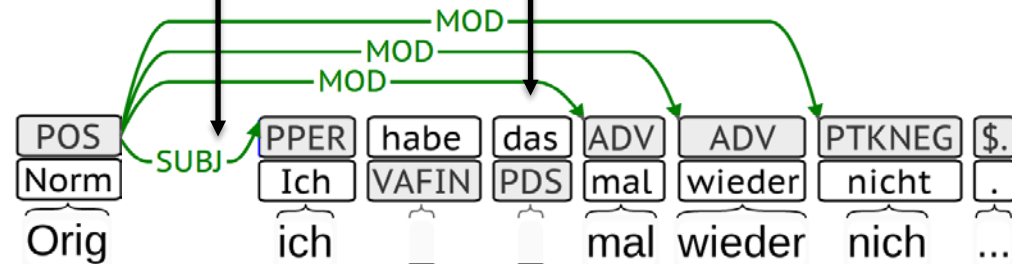 MOD
MOD
MOD
SUBJ
POS PPER habe das ADV ADV PTKNEG $.
Norm Ich VAFIN PDS mal wieder nicht .
Orig ich _ _ mal wieder nich ...